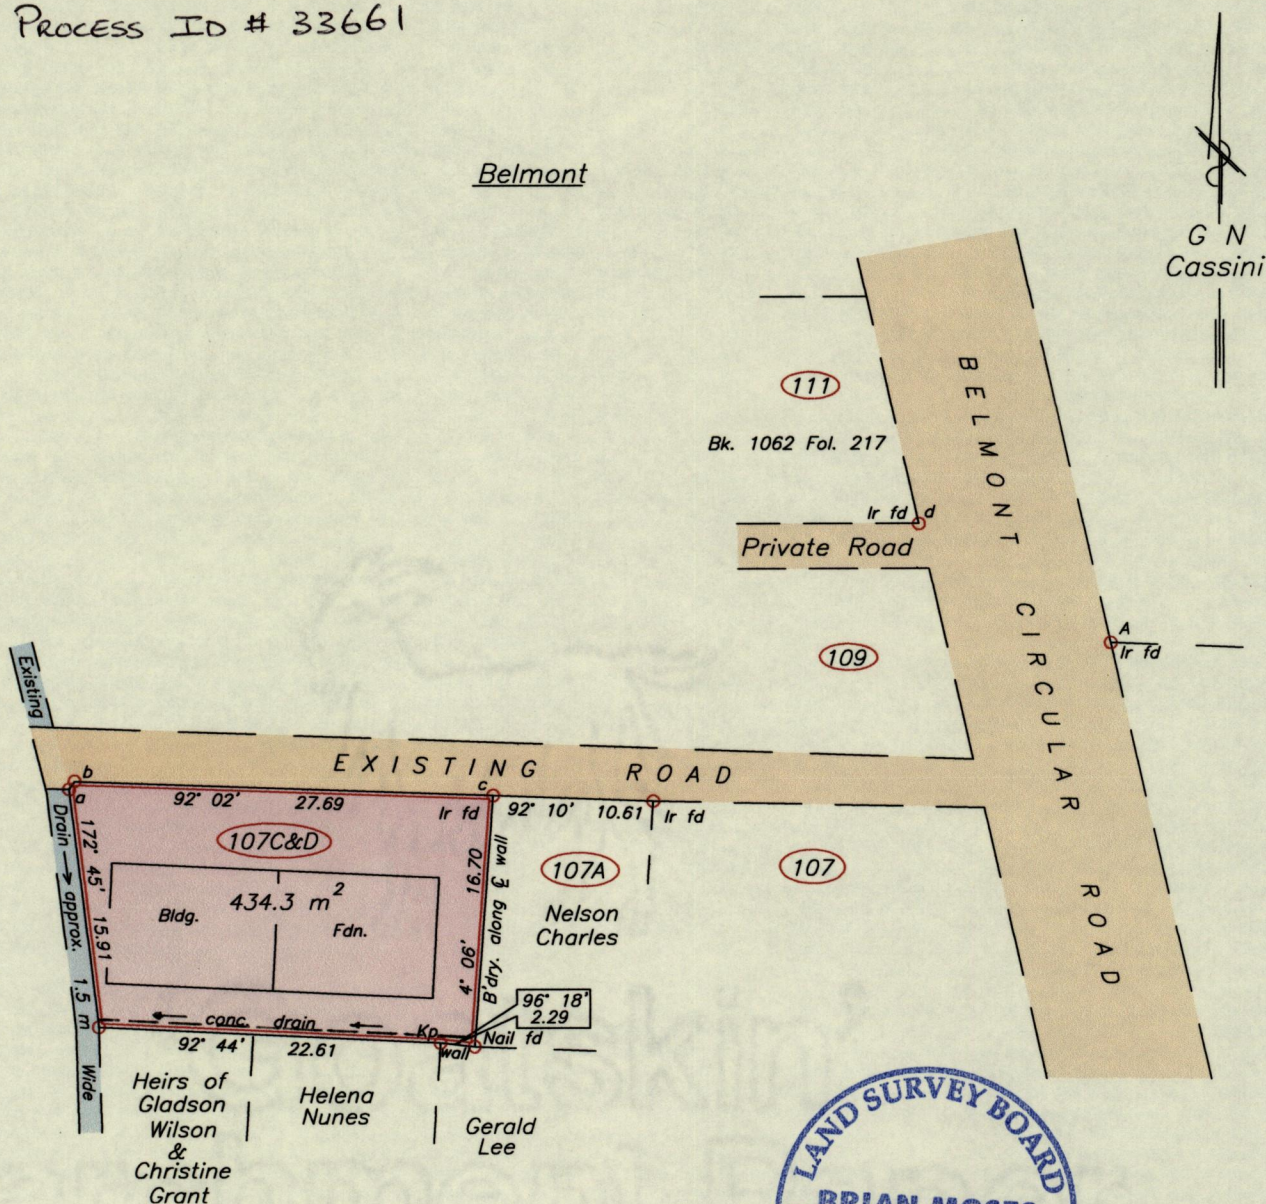 PROCESS ID # 33661
Belmont
G N
Cassini
111
Bk. 1062 Fol. 217
BELMONT CIRCULAR ROAD
Ir fd d
Private Road
A
Ir fd
109
Existing
EXISTING ROAD
b
a
c
92° 02' 27.69
Ir fd
92° 10' 10.61
Ir fd
107C&D
107A
107
Drain → approx. 1.5 m Wide
172° 45' 15.91
434.3 m²
Bldg.
Fdn.
4° 06' 16.70
B'dry. along ℄ wall
Nelson
Charles
96° 18'
2.29
conc. drain
Kp
wall
Nail fd
92° 44' 22.61
Heirs of
Gladson
Wilson
&
Christine
Grant
Helena
Nunes
Gerald
Lee
LAND SURVEY BOARD
BRIAN MOSES